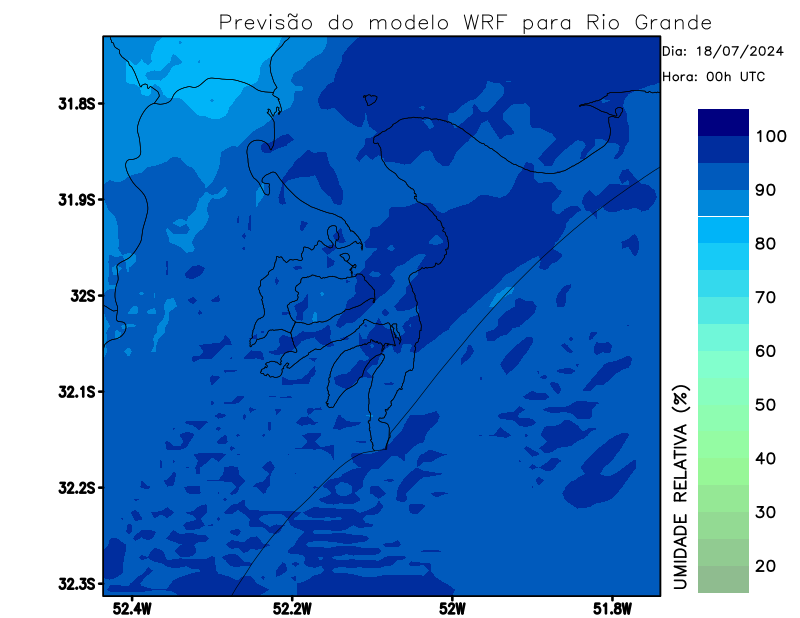 Previsão do modelo WRF para Rio Grande
Dia: 18/07/2024
Hora: 00h UTC
31.8S
31.9S
32S
32.1S
32.2S
32.3S
52.4W
52.2W
52W
51.8W
100
90
80
70
60
50
40
30
20
UMIDADE RELATIVA (%)